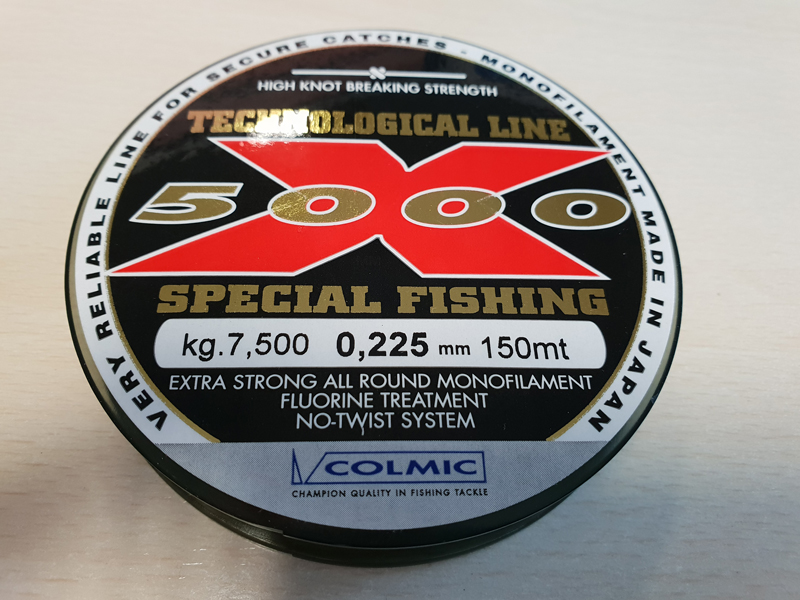 VERY RELIABLE LINE FOR SECURE CATCHES - MONOFILAMENT MADE IN JAPAN
HIGH KNOT BREAKING STRENGTH
TECHNOLOGICAL LINE
X
5000
SPECIAL FISHING
kg.7,500 0,225 mm 150mt
EXTRA STRONG ALL ROUND MONOFILAMENT
FLUORINE TREATMENT
NO-TWIST SYSTEM
COLMIC
CHAMPION QUALITY IN FISHING TACKLE